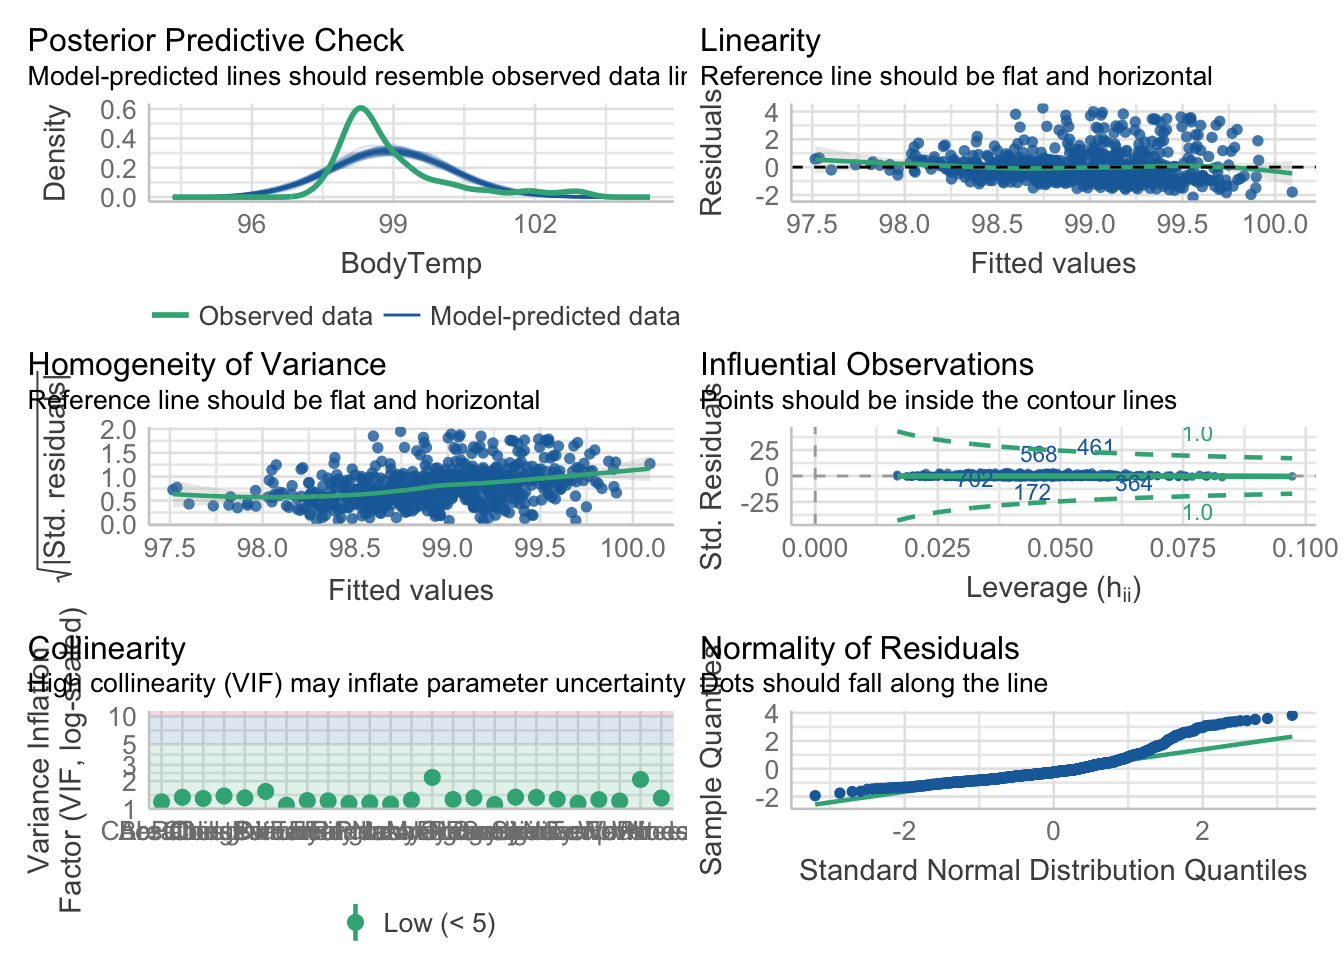 Posterior Predictive Check
Model-predicted lines should resemble observed data lir
Density
0.6
0.4
0.2
0.0
96 99 102
BodyTemp
Observed data Model-predicted data
Linearity
Reference line should be flat and horizontal
Residuals
4
2
0
-2
97.5 98.0 98.5 99.0 99.5 100.0
Fitted values
Homogeneity of Variance
Reference line should be flat and horizontal
√|Std. residuals|
2.0
1.5
1.0
0.5
0.0
97.5 98.0 98.5 99.0 99.5 100.0
Fitted values
Influential Observations
Points should be inside the contour lines
Std. Residuals
25
0
-25
1.0
568 461
702
172 364
1.0
0.000 0.025 0.050 0.075 0.100
Leverage (hii)
Collinearity
High collinearity (VIF) may inflate parameter uncertainty
Variance Inflation
Factor (VIF, log-scaled)
10
5
3
2
1
Low (< 5)
Normality of Residuals
Dots should fall along the line
Sample Quantiles
4
2
0
-2
-2 0 2
Standard Normal Distribution Quantiles